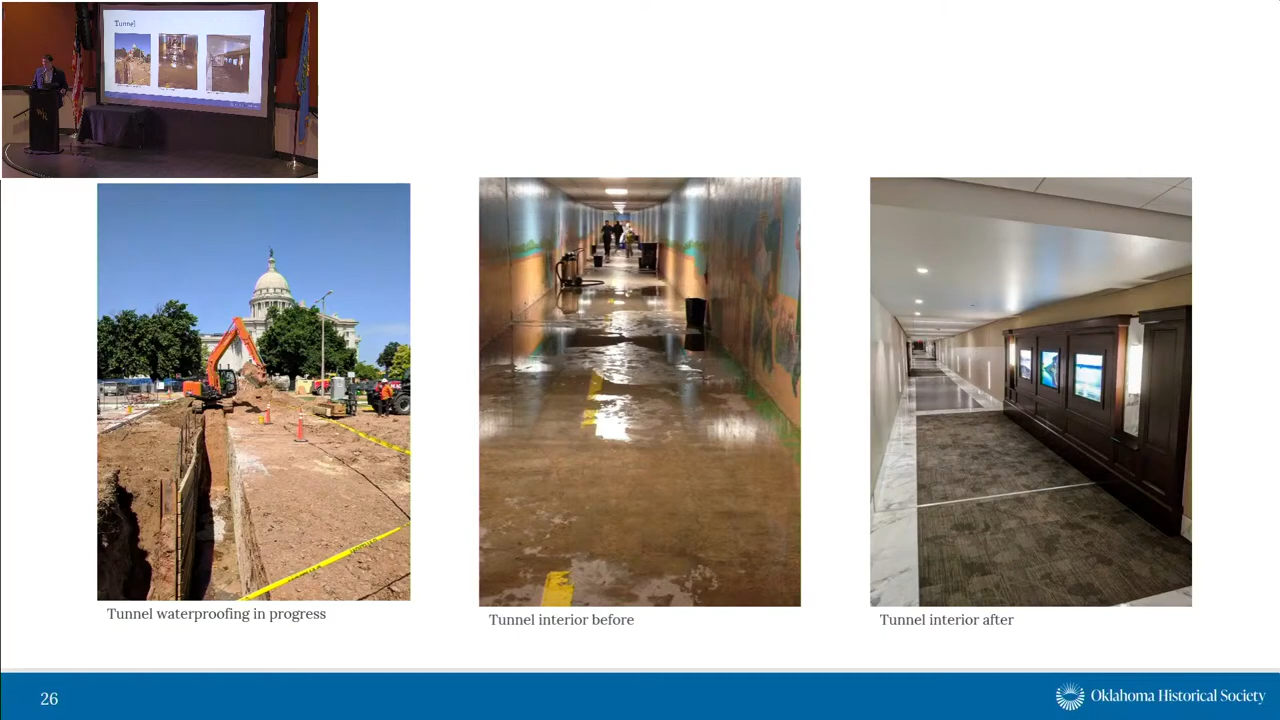 Tunnel
Tunnel waterproofing in progress
Tunnel interior before
Tunnel interior after
26
Oklahoma Historical Society